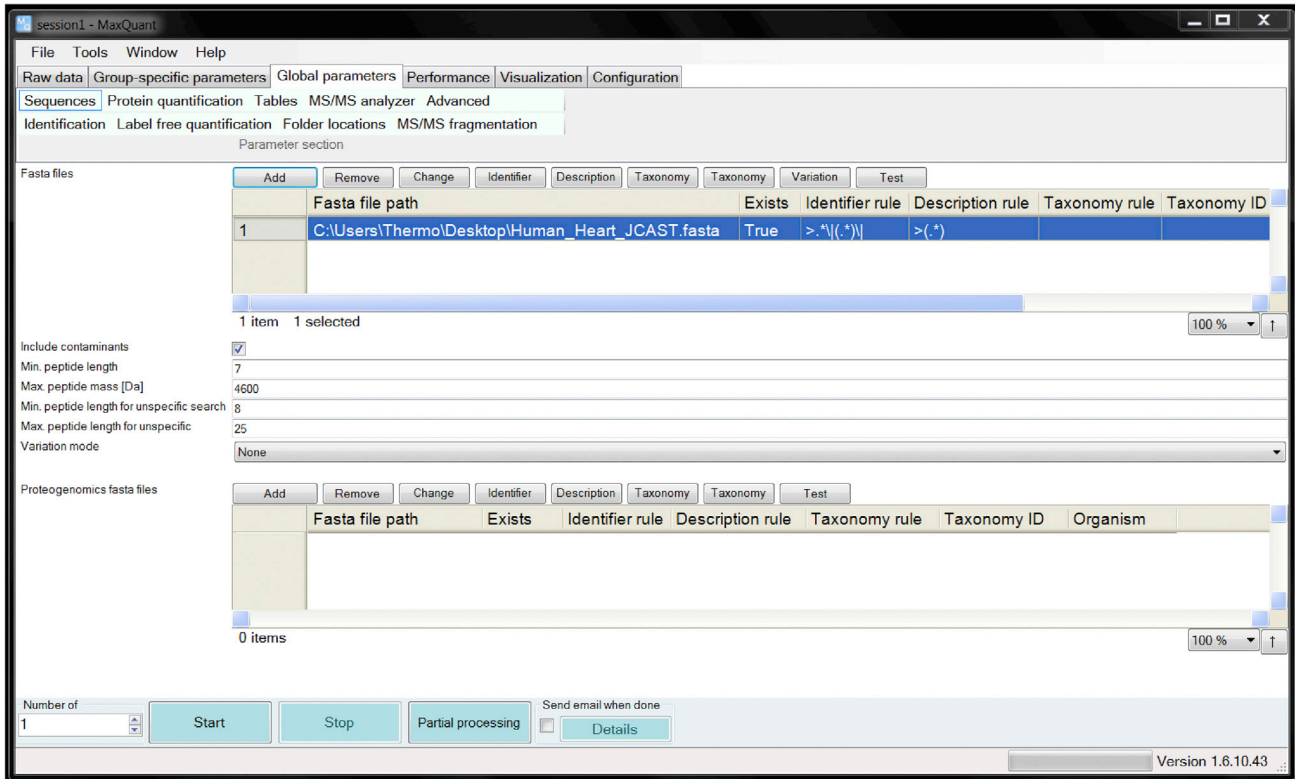 session1 - MaxQuant
File Tools Window Help
Raw data Group-specific parameters Global parameters Performance Visualization Configuration
Sequences Protein quantification Tables MS/MS analyzer Advanced
Identification Label free quantification Folder locations MS/MS fragmentation
Parameter section
Fasta files
Add Remove Change Identifier Description Taxonomy Taxonomy Variation Test
Fasta file path Exists Identifier rule Description rule Taxonomy rule Taxonomy ID
1 C:\Users\Thermo\Desktop\Human_Heart_JCAST.fasta True >.*\|(.*)\| >(.*)
1 item 1 selected 100 % ↑
Include contaminants
Min. peptide length 7
Max. peptide mass [Da] 4600
Min. peptide length for unspecific search 8
Max. peptide length for unspecific 25
Variation mode None
Proteogenomics fasta files
Add Remove Change Identifier Description Taxonomy Taxonomy Test
Fasta file path Exists Identifier rule Description rule Taxonomy rule Taxonomy ID Organism
0 items 100 % ↑
Number of Send email when done
1 Start Stop Partial processing Details
Version 1.6.10.43